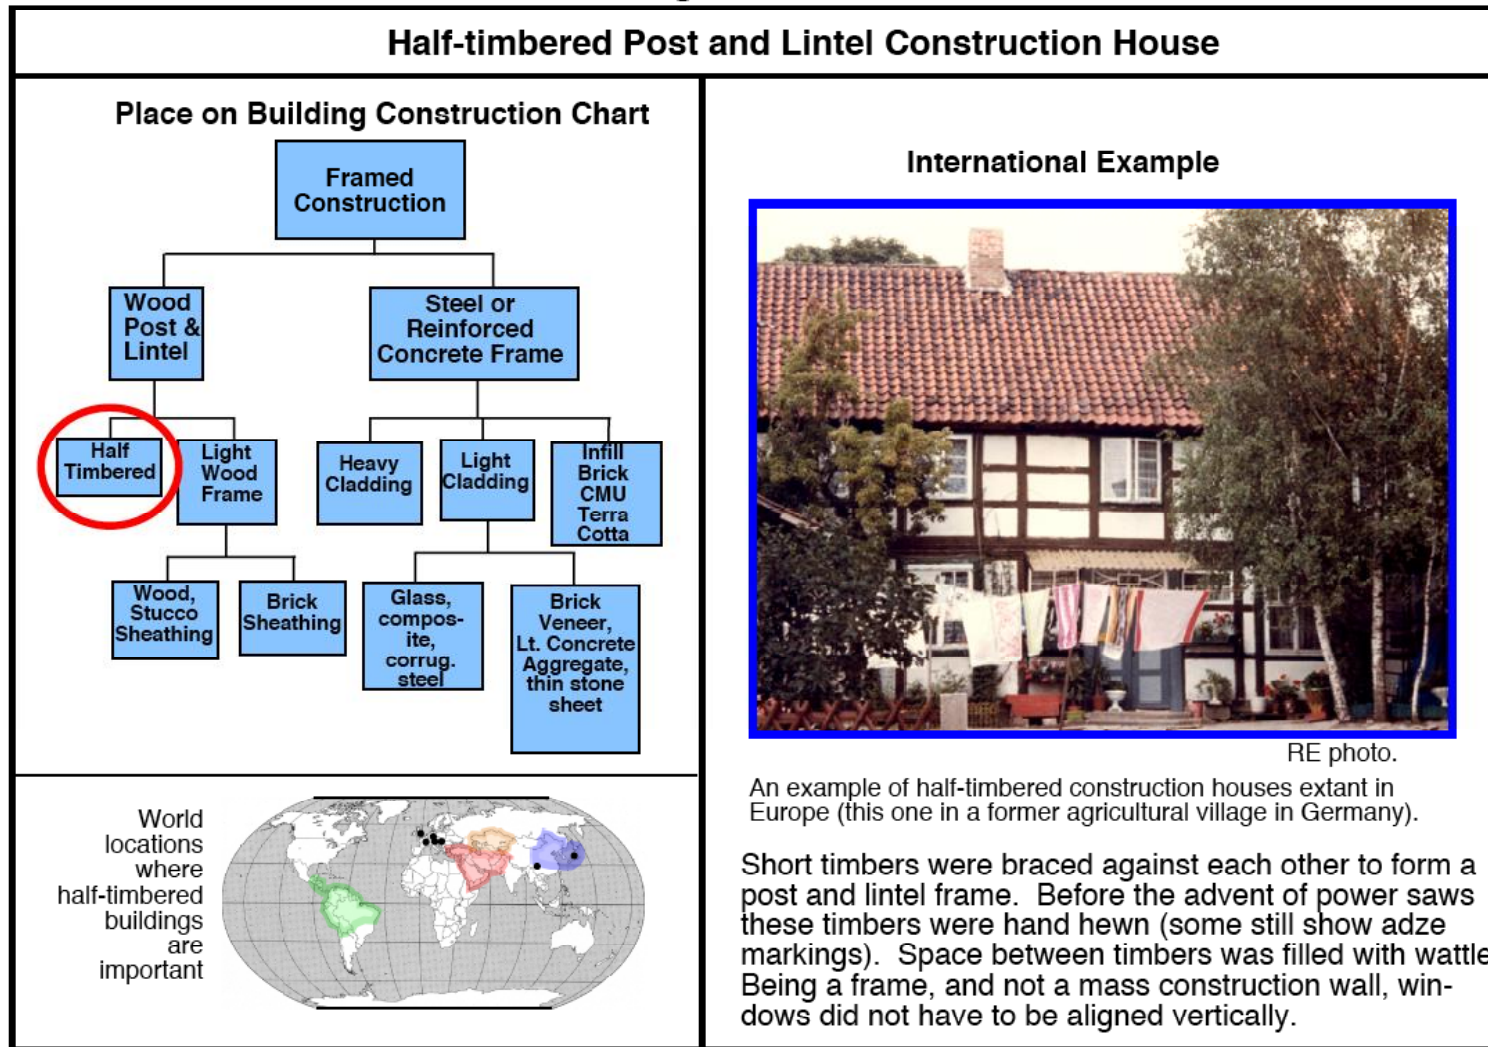 Half-timbered Post and Lintel Construction House
Place on Building Construction Chart
Framed
Construction
Wood
Post &
Lintel
Steel or
Reinforced
Concrete Frame
Half
Timbered
Light
Wood
Frame
Heavy
Cladding
Light
Cladding
Infill
Brick
CMU
Terra
Cotta
Wood,
Stucco
Sheathing
Brick
Sheathing
Glass,
compos-
ite,
corrug.
steel
Brick
Veneer,
Lt. Concrete
Aggregate,
thin stone
sheet
World
locations
where
half-timbered
buildings
are
important
International Example
RE photo.
An example of half-timbered construction houses extant in
Europe (this one in a former agricultural village in Germany).
Short timbers were braced against each other to form a
post and lintel frame.  Before the advent of power saws
these timbers were hand hewn (some still show adze
markings).  Space between timbers was filled with wattle
Being a frame, and not a mass construction wall, win-
dows did not have to be aligned vertically.